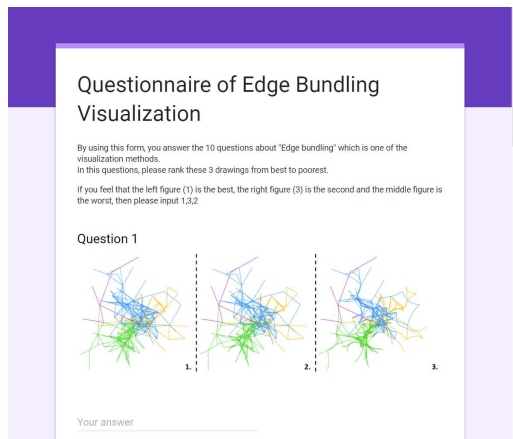 Questionnaire of Edge Bundling
Visualization
By using this form, you answer the 10 questions about "Edge bundling" which is one of the
visualization methods.
In this questions, please rank these 3 drawings from best to poorest.
If you feel that the left figure (1) is the best, the right figure (3) is the second and the middle figure is
the worst, then please input 1,3,2
Question 1
1.
2.
3.
Your answer